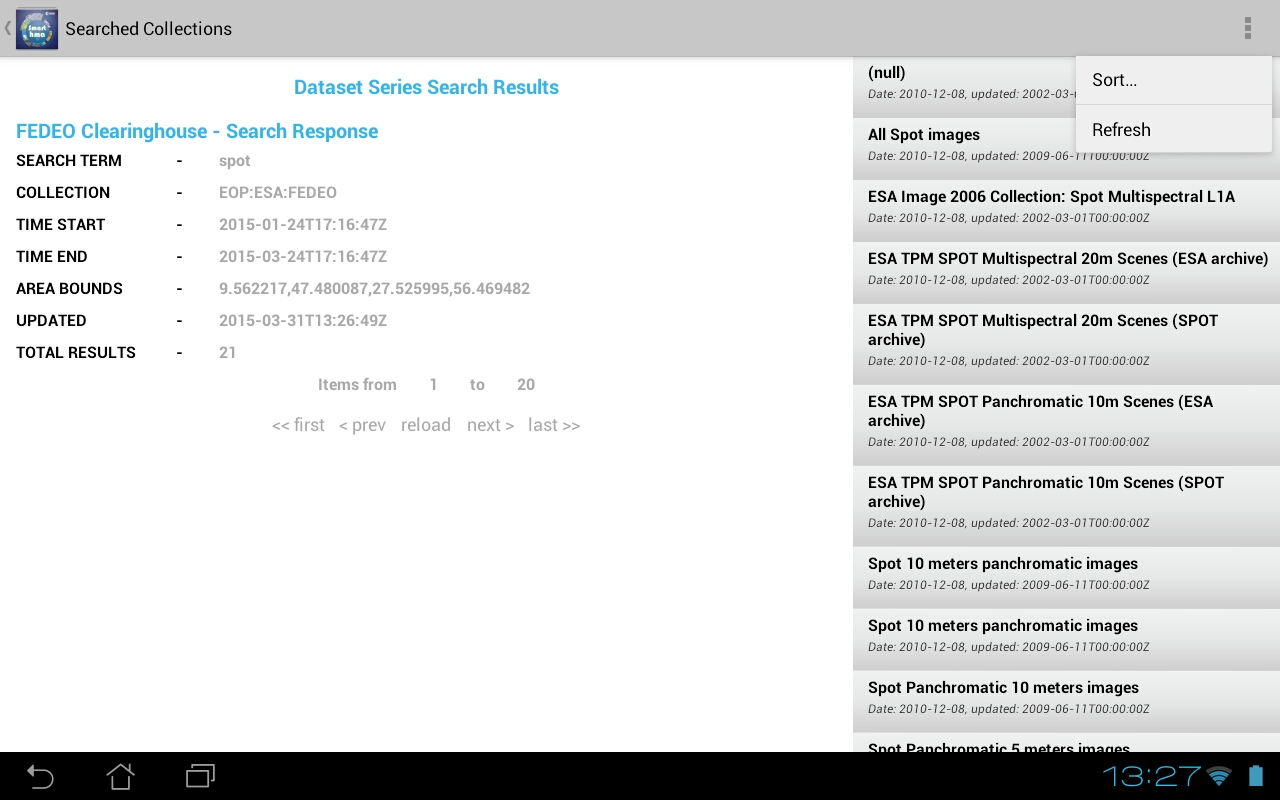 Smart
hma
Searched Collections
Dataset Series Search Results
FEDEO Clearinghouse - Search Response
SEARCH TERM - spot
COLLECTION - EOP:ESA:FEDEO
TIME START - 2015-01-24T17:16:47Z
TIME END - 2015-03-24T17:16:47Z
AREA BOUNDS - 9.562217,47.480087,27.525995,56.469482
UPDATED - 2015-03-31T13:26:49Z
TOTAL RESULTS - 21
Items from 1 to 20
<< first < prev reload next > last >>
Sort...
Refresh
(null)
Date: 2010-12-08, updated: 2002-03-
All Spot images
Date: 2010-12-08, updated: 2009-06-11T00:00:00Z
ESA Image 2006 Collection: Spot Multispectral L1A
Date: 2010-12-08, updated: 2002-03-01T00:00:00Z
ESA TPM SPOT Multispectral 20m Scenes (ESA archive)
Date: 2010-12-08, updated: 2002-03-01T00:00:00Z
ESA TPM SPOT Multispectral 20m Scenes (SPOT
archive)
Date: 2010-12-08, updated: 2002-03-01T00:00:00Z
ESA TPM SPOT Panchromatic 10m Scenes (ESA
archive)
Date: 2010-12-08, updated: 2002-03-01T00:00:00Z
ESA TPM SPOT Panchromatic 10m Scenes (SPOT
archive)
Date: 2010-12-08, updated: 2002-03-01T00:00:00Z
Spot 10 meters panchromatic images
Date: 2010-12-08, updated: 2009-06-11T00:00:00Z
Spot 10 meters panchromatic images
Date: 2010-12-08, updated: 2009-06-11T00:00:00Z
Spot Panchromatic 10 meters images
Date: 2010-12-08, updated: 2009-06-11T00:00:00Z
Spot Panchromatic 5 meters images
13:27